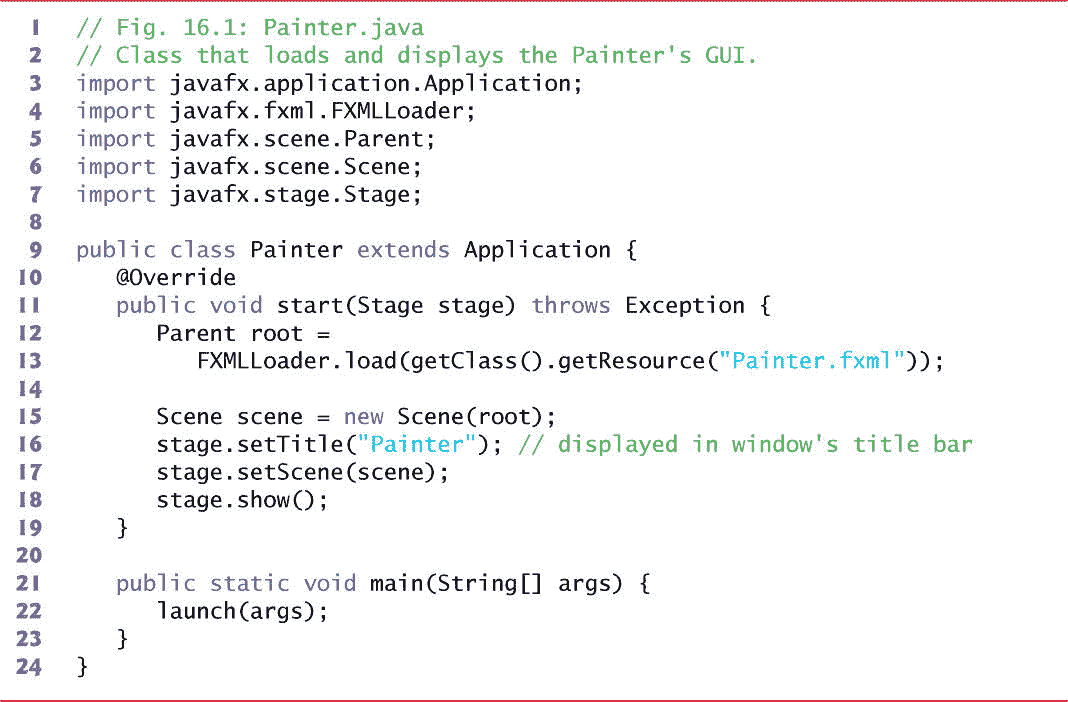 1 // Fig. 16.1: Painter.java
2 // Class that loads and displays the Painter's GUI.
3 import javafx.application.Application;
4 import javafx.fxml.FXMLLoader;
5 import javafx.scene.Parent;
6 import javafx.scene.Scene;
7 import javafx.stage.Stage;
8
9 public class Painter extends Application {
10    @Override
11    public void start(Stage stage) throws Exception {
12       Parent root =
13          FXMLLoader.load(getClass().getResource("Painter.fxml"));
14
15       Scene scene = new Scene(root);
16       stage.setTitle("Painter"); // displayed in window's title bar
17       stage.setScene(scene);
18       stage.show();
19    }
20
21    public static void main(String[] args) {
22       launch(args);
23    }
24 }